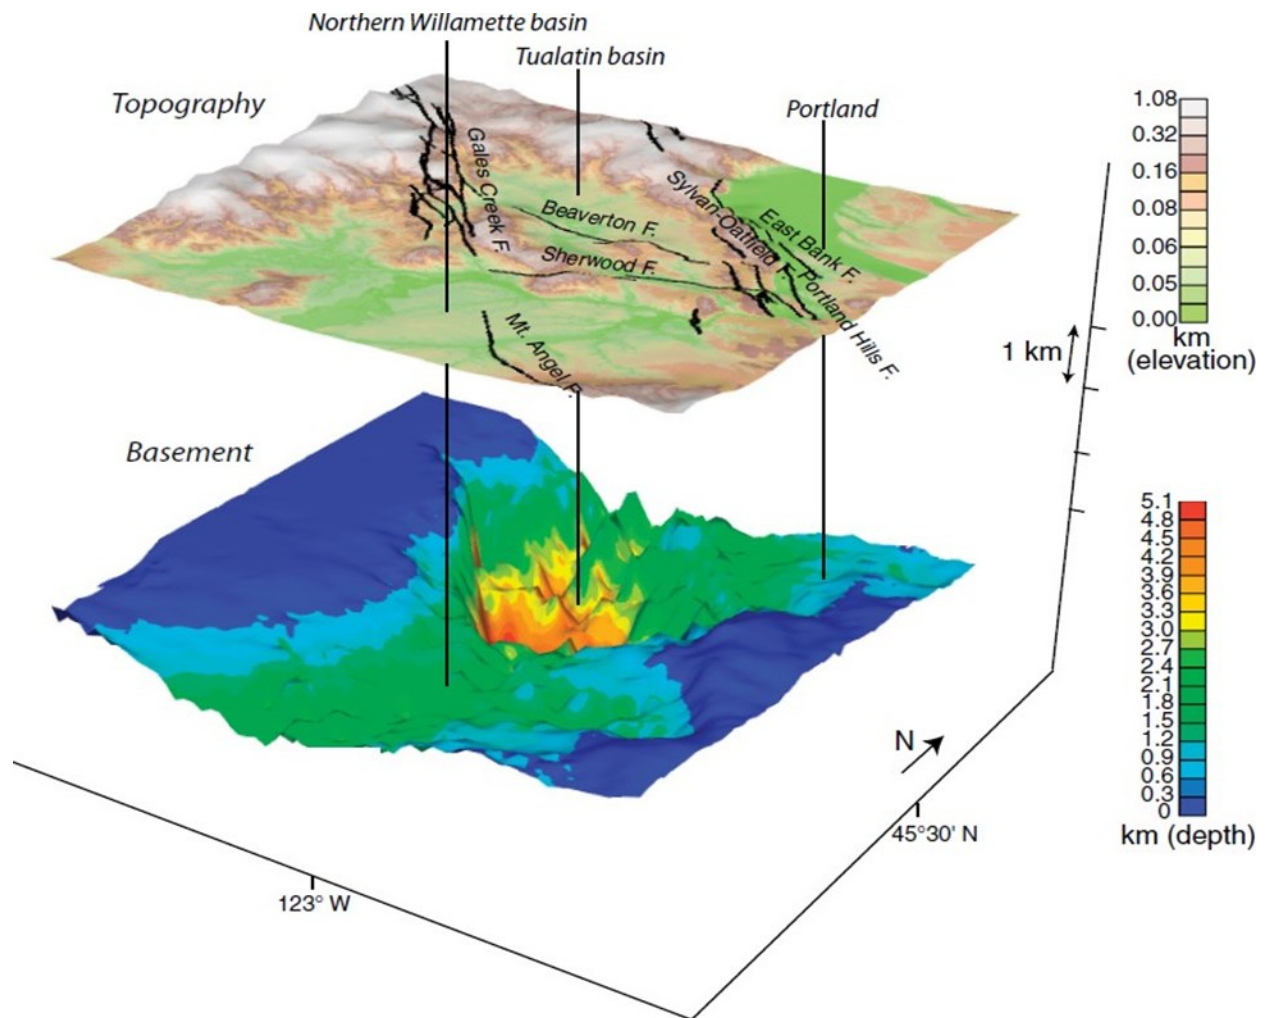 Northern Willamette basin
Tualatin basin
Topography
Portland
Gales Creek F.
Beaverton F.
Sherwood F.
Sylvan-Oatfield F.
East Bank F.
Portland Hills F.
Mt. Angel F.
1.08
0.32
0.16
0.08
0.06
0.05
0.00
km
(elevation)
1 km
Basement
5.1
4.8
4.5
4.2
3.9
3.6
3.3
3.0
2.7
2.4
2.1
1.8
1.5
1.2
0.9
0.6
0.3
0
km (depth)
N
45°30' N
123° W